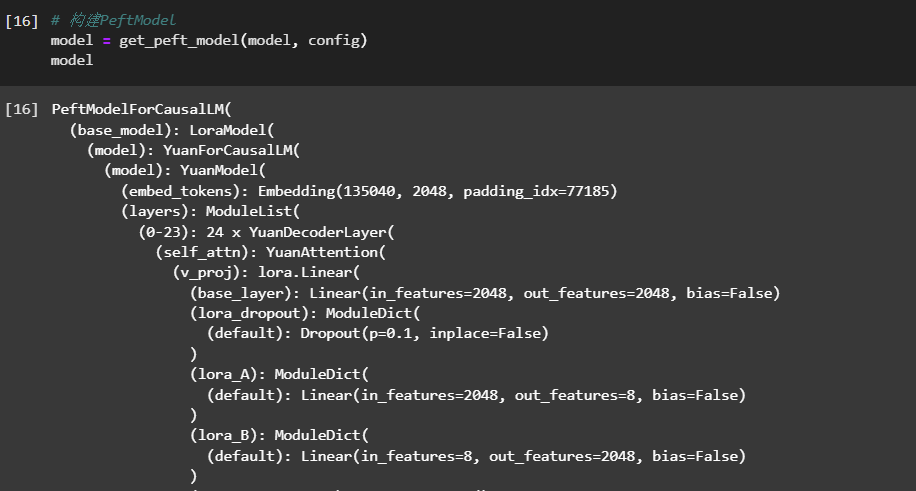 [16] # 构建PeftModel
model = get_peft_model(model, config)
model
[16] PeftModelForCausalLM(
(base_model): LoraModel(
(model): YuanForCausalLM(
(model): YuanModel(
(embed_tokens): Embedding(135040, 2048, padding_idx=77185)
(layers): ModuleList(
(0-23): 24 x YuanDecoderLayer(
(self_attn): YuanAttention(
(v_proj): lora.Linear(
(base_layer): Linear(in_features=2048, out_features=2048, bias=False)
(lora_dropout): ModuleDict(
(default): Dropout(p=0.1, inplace=False)
)
(lora_A): ModuleDict(
(default): Linear(in_features=2048, out_features=8, bias=False)
)
(lora_B): ModuleDict(
(default): Linear(in_features=8, out_features=2048, bias=False)
)